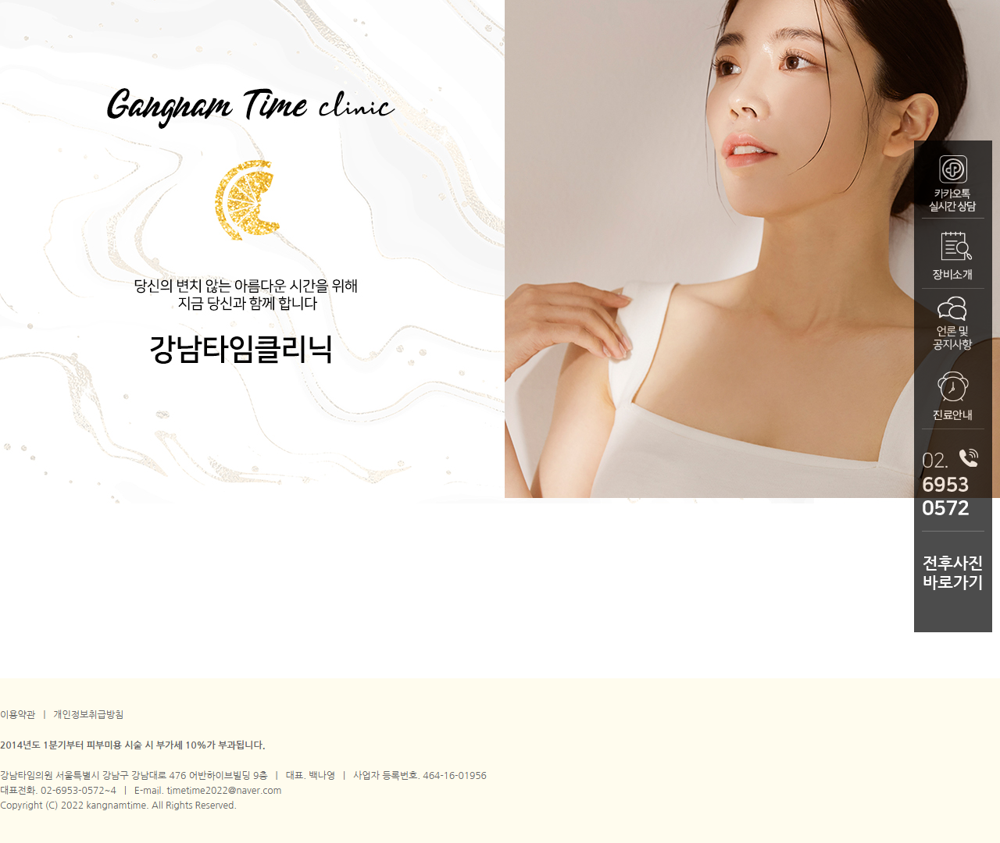 Gangnam Time clinic
당신의 변치 않는 아름다운 시간을 위해
지금 당신과 함께 합니다
강남타임클리닉
카카오톡
실시간 상담
장비소개
언론 및
공지사항
진료안내
02.
6953
0572
전후사진
바로가기
이용약관 | 개인정보취급방침
2014년도 1분기부터 피부미용 시술 시 부가세 10%가 부과됩니다.
강남타임의원 서울특별시 강남구 강남대로 476 어반하이브빌딩 9층 | 대표. 백나영 | 사업자 등록번호. 464-16-01956
대표전화. 02-6953-0572~4 | E-mail. timetime2022@naver.com
Copyright (C) 2022 kangnamtime. All Rights Reserved.